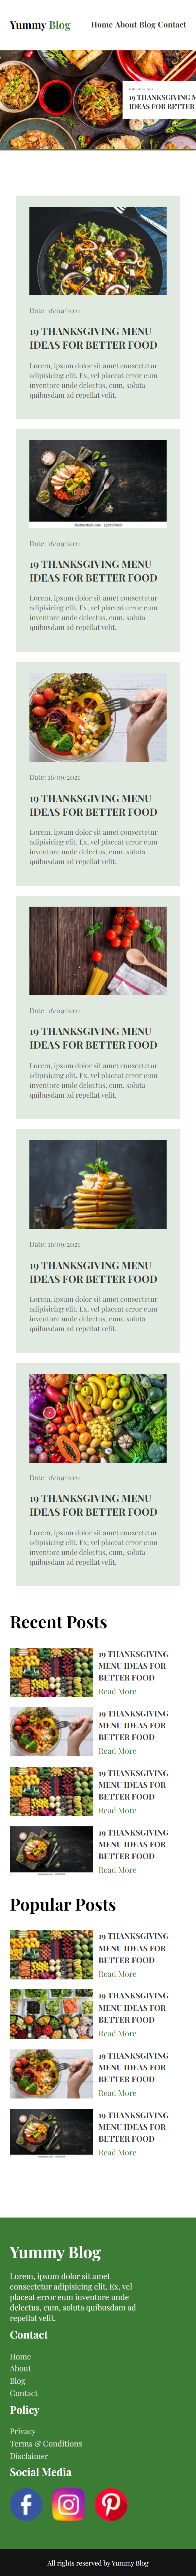 Yummy Blog
Home About Blog Contact
19 THANKSGIVING M
IDEAS FOR BETTER
Date: 16/09/2021
19 THANKSGIVING MENU
IDEAS FOR BETTER FOOD
Lorem, ipsum dolor sit amet consectetur
adipisicing elit. Ex, vel placeat error eum
inventore unde delectus, cum, soluta
quibusdam ad repellat velit.
Date: 16/09/2021
19 THANKSGIVING MENU
IDEAS FOR BETTER FOOD
Lorem, ipsum dolor sit amet consectetur
adipisicing elit. Ex, vel placeat error eum
inventore unde delectus, cum, soluta
quibusdam ad repellat velit.
Date: 16/09/2021
19 THANKSGIVING MENU
IDEAS FOR BETTER FOOD
Lorem, ipsum dolor sit amet consectetur
adipisicing elit. Ex, vel placeat error eum
inventore unde delectus, cum, soluta
quibusdam ad repellat velit.
Date: 16/09/2021
19 THANKSGIVING MENU
IDEAS FOR BETTER FOOD
Lorem, ipsum dolor sit amet consectetur
adipisicing elit. Ex, vel placeat error eum
inventore unde delectus, cum, soluta
quibusdam ad repellat velit.
Date: 16/09/2021
19 THANKSGIVING MENU
IDEAS FOR BETTER FOOD
Lorem, ipsum dolor sit amet consectetur
adipisicing elit. Ex, vel placeat error eum
inventore unde delectus, cum, soluta
quibusdam ad repellat velit.
Date: 16/09/2021
19 THANKSGIVING MENU
IDEAS FOR BETTER FOOD
Lorem, ipsum dolor sit amet consectetur
adipisicing elit. Ex, vel placeat error eum
inventore unde delectus, cum, soluta
quibusdam ad repellat velit.
Recent Posts
19 THANKSGIVING
MENU IDEAS FOR
BETTER FOOD
Read More
19 THANKSGIVING
MENU IDEAS FOR
BETTER FOOD
Read More
19 THANKSGIVING
MENU IDEAS FOR
BETTER FOOD
Read More
19 THANKSGIVING
MENU IDEAS FOR
BETTER FOOD
Read More
Popular Posts
19 THANKSGIVING
MENU IDEAS FOR
BETTER FOOD
Read More
19 THANKSGIVING
MENU IDEAS FOR
BETTER FOOD
Read More
19 THANKSGIVING
MENU IDEAS FOR
BETTER FOOD
Read More
19 THANKSGIVING
MENU IDEAS FOR
BETTER FOOD
Read More
Yummy Blog
Lorem, ipsum dolor sit amet
consectetur adipisicing elit. Ex, vel
placeat error eum inventore unde
delectus, cum, soluta quibusdam ad
repellat velit.
Contact
Home
About
Blog
Contact
Policy
Privacy
Terms & Conditions
Disclaimer
Social Media
All rights reserved by Yummy Blog